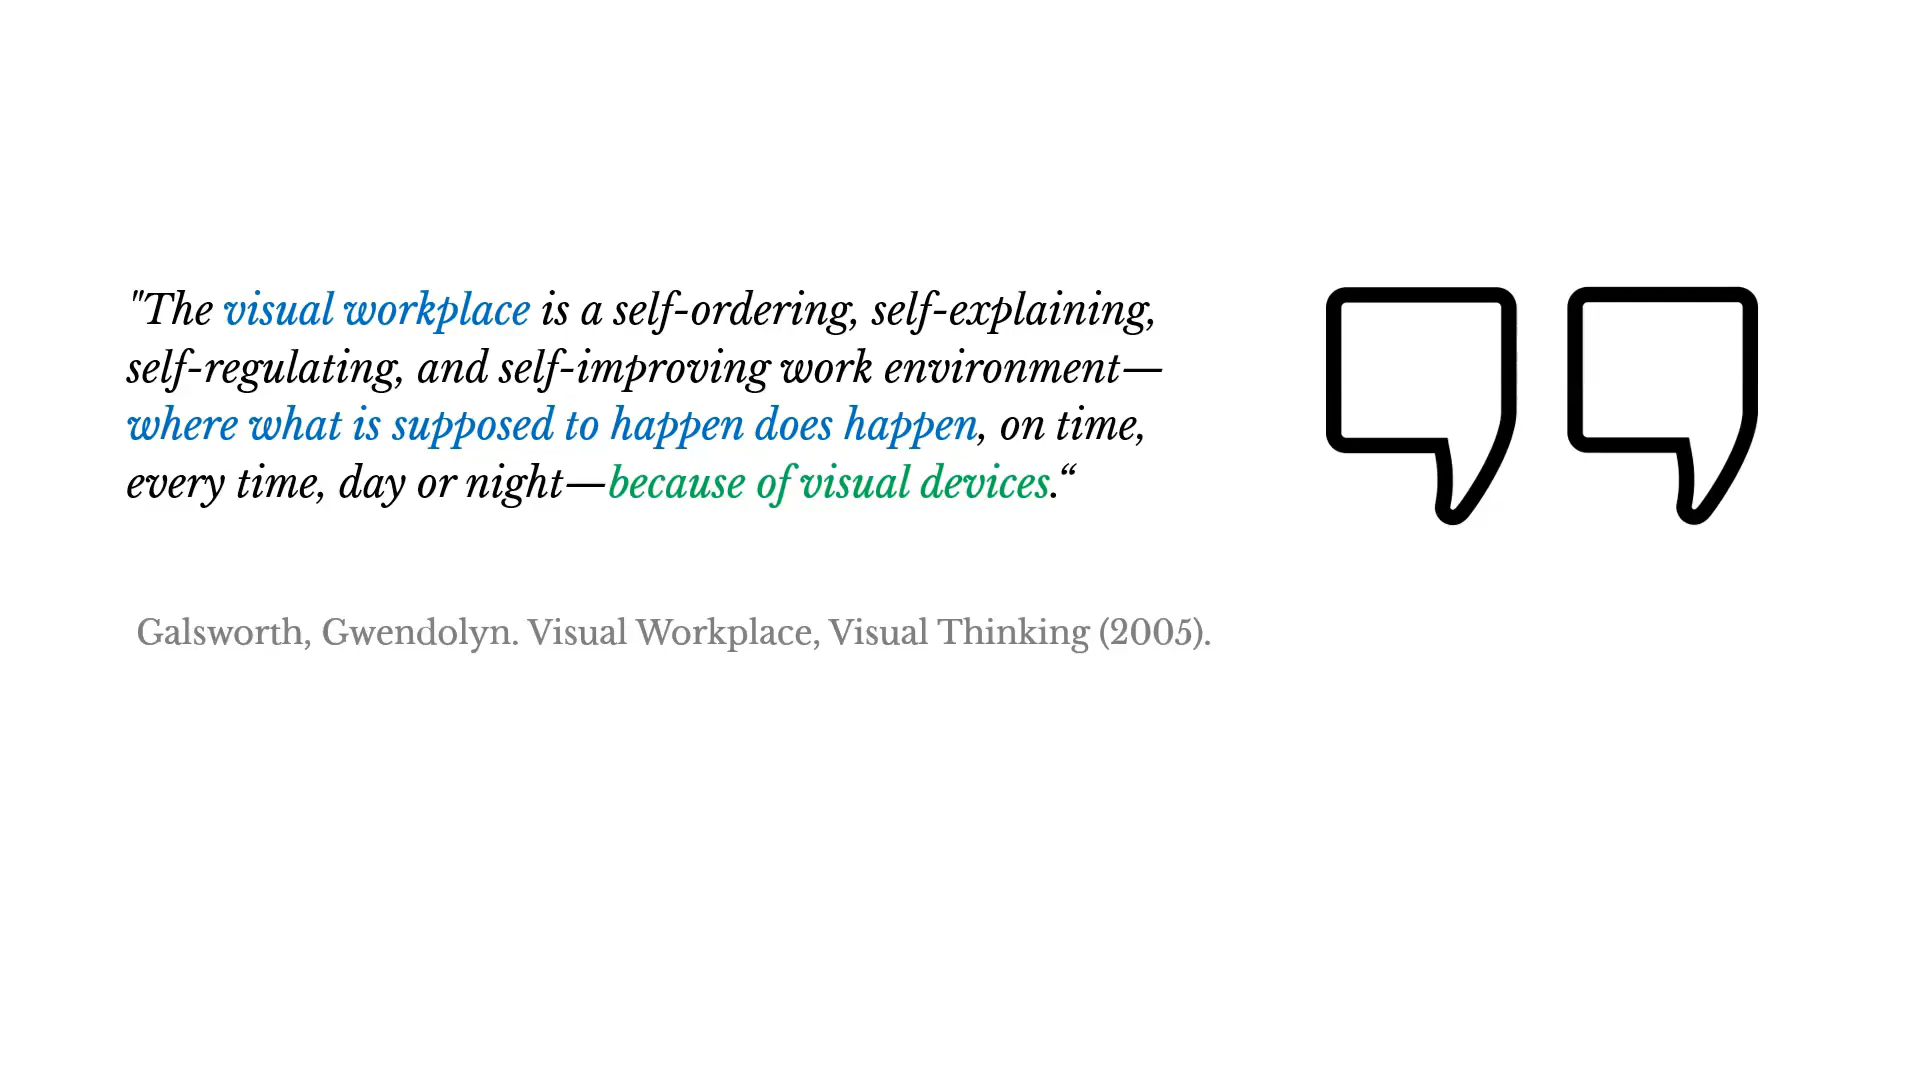 "The visual workplace is a self-ordering, self-explaining,
self-regulating, and self-improving work environment—
where what is supposed to happen does happen, on time,
every time, day or night—because of visual devices.“
Galsworth, Gwendolyn. Visual Workplace, Visual Thinking (2005).